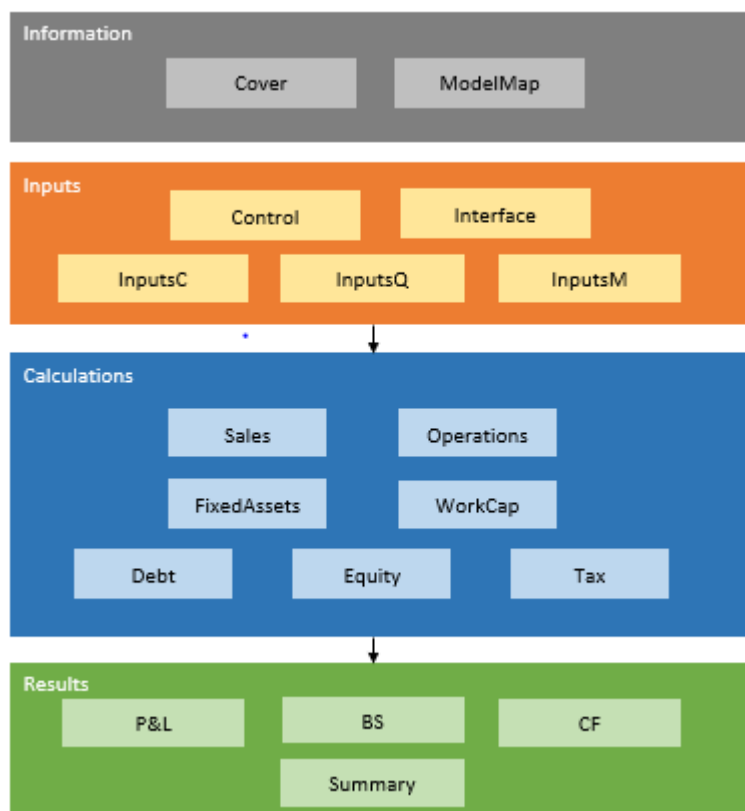 Information
Cover
ModelMap
Inputs
Control
Interface
InputsC
InputsQ
InputsM
Calculations
Sales
Operations
FixedAssets
WorkCap
Debt
Equity
Tax
Results
P&L
BS
CF
Summary